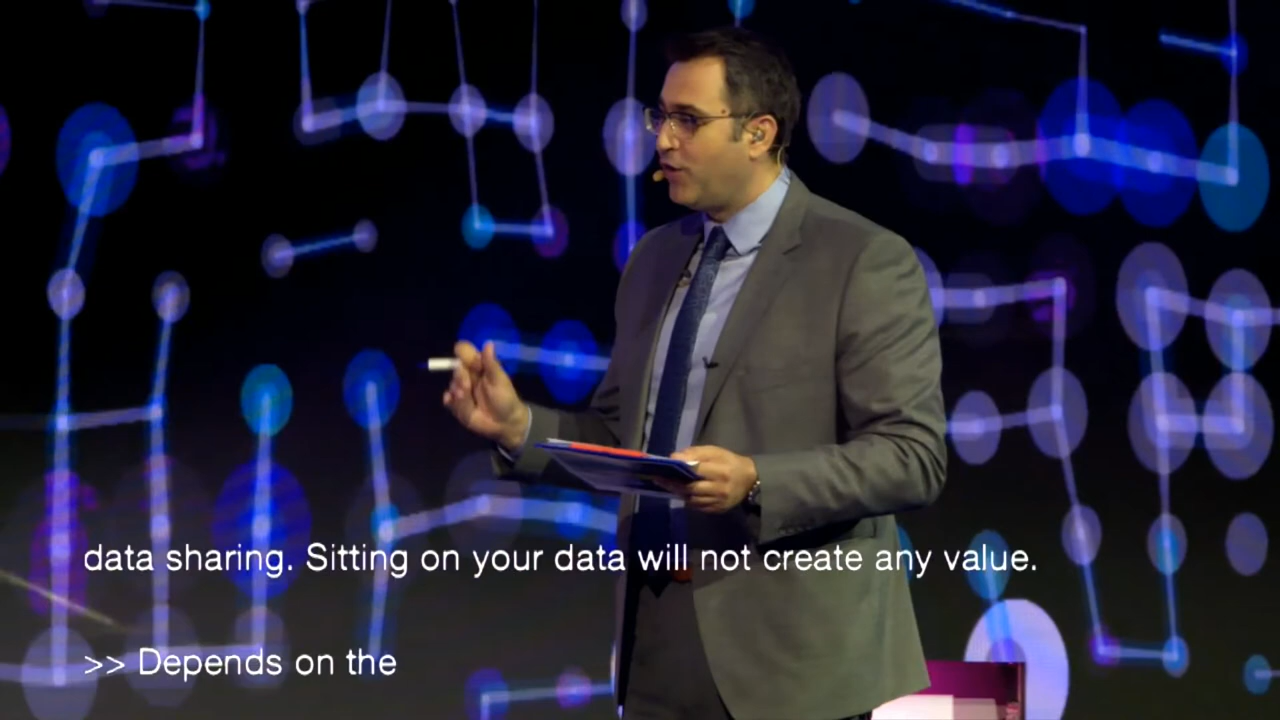 data sharing. Sitting on your data will not create any value.
>> Depends on the